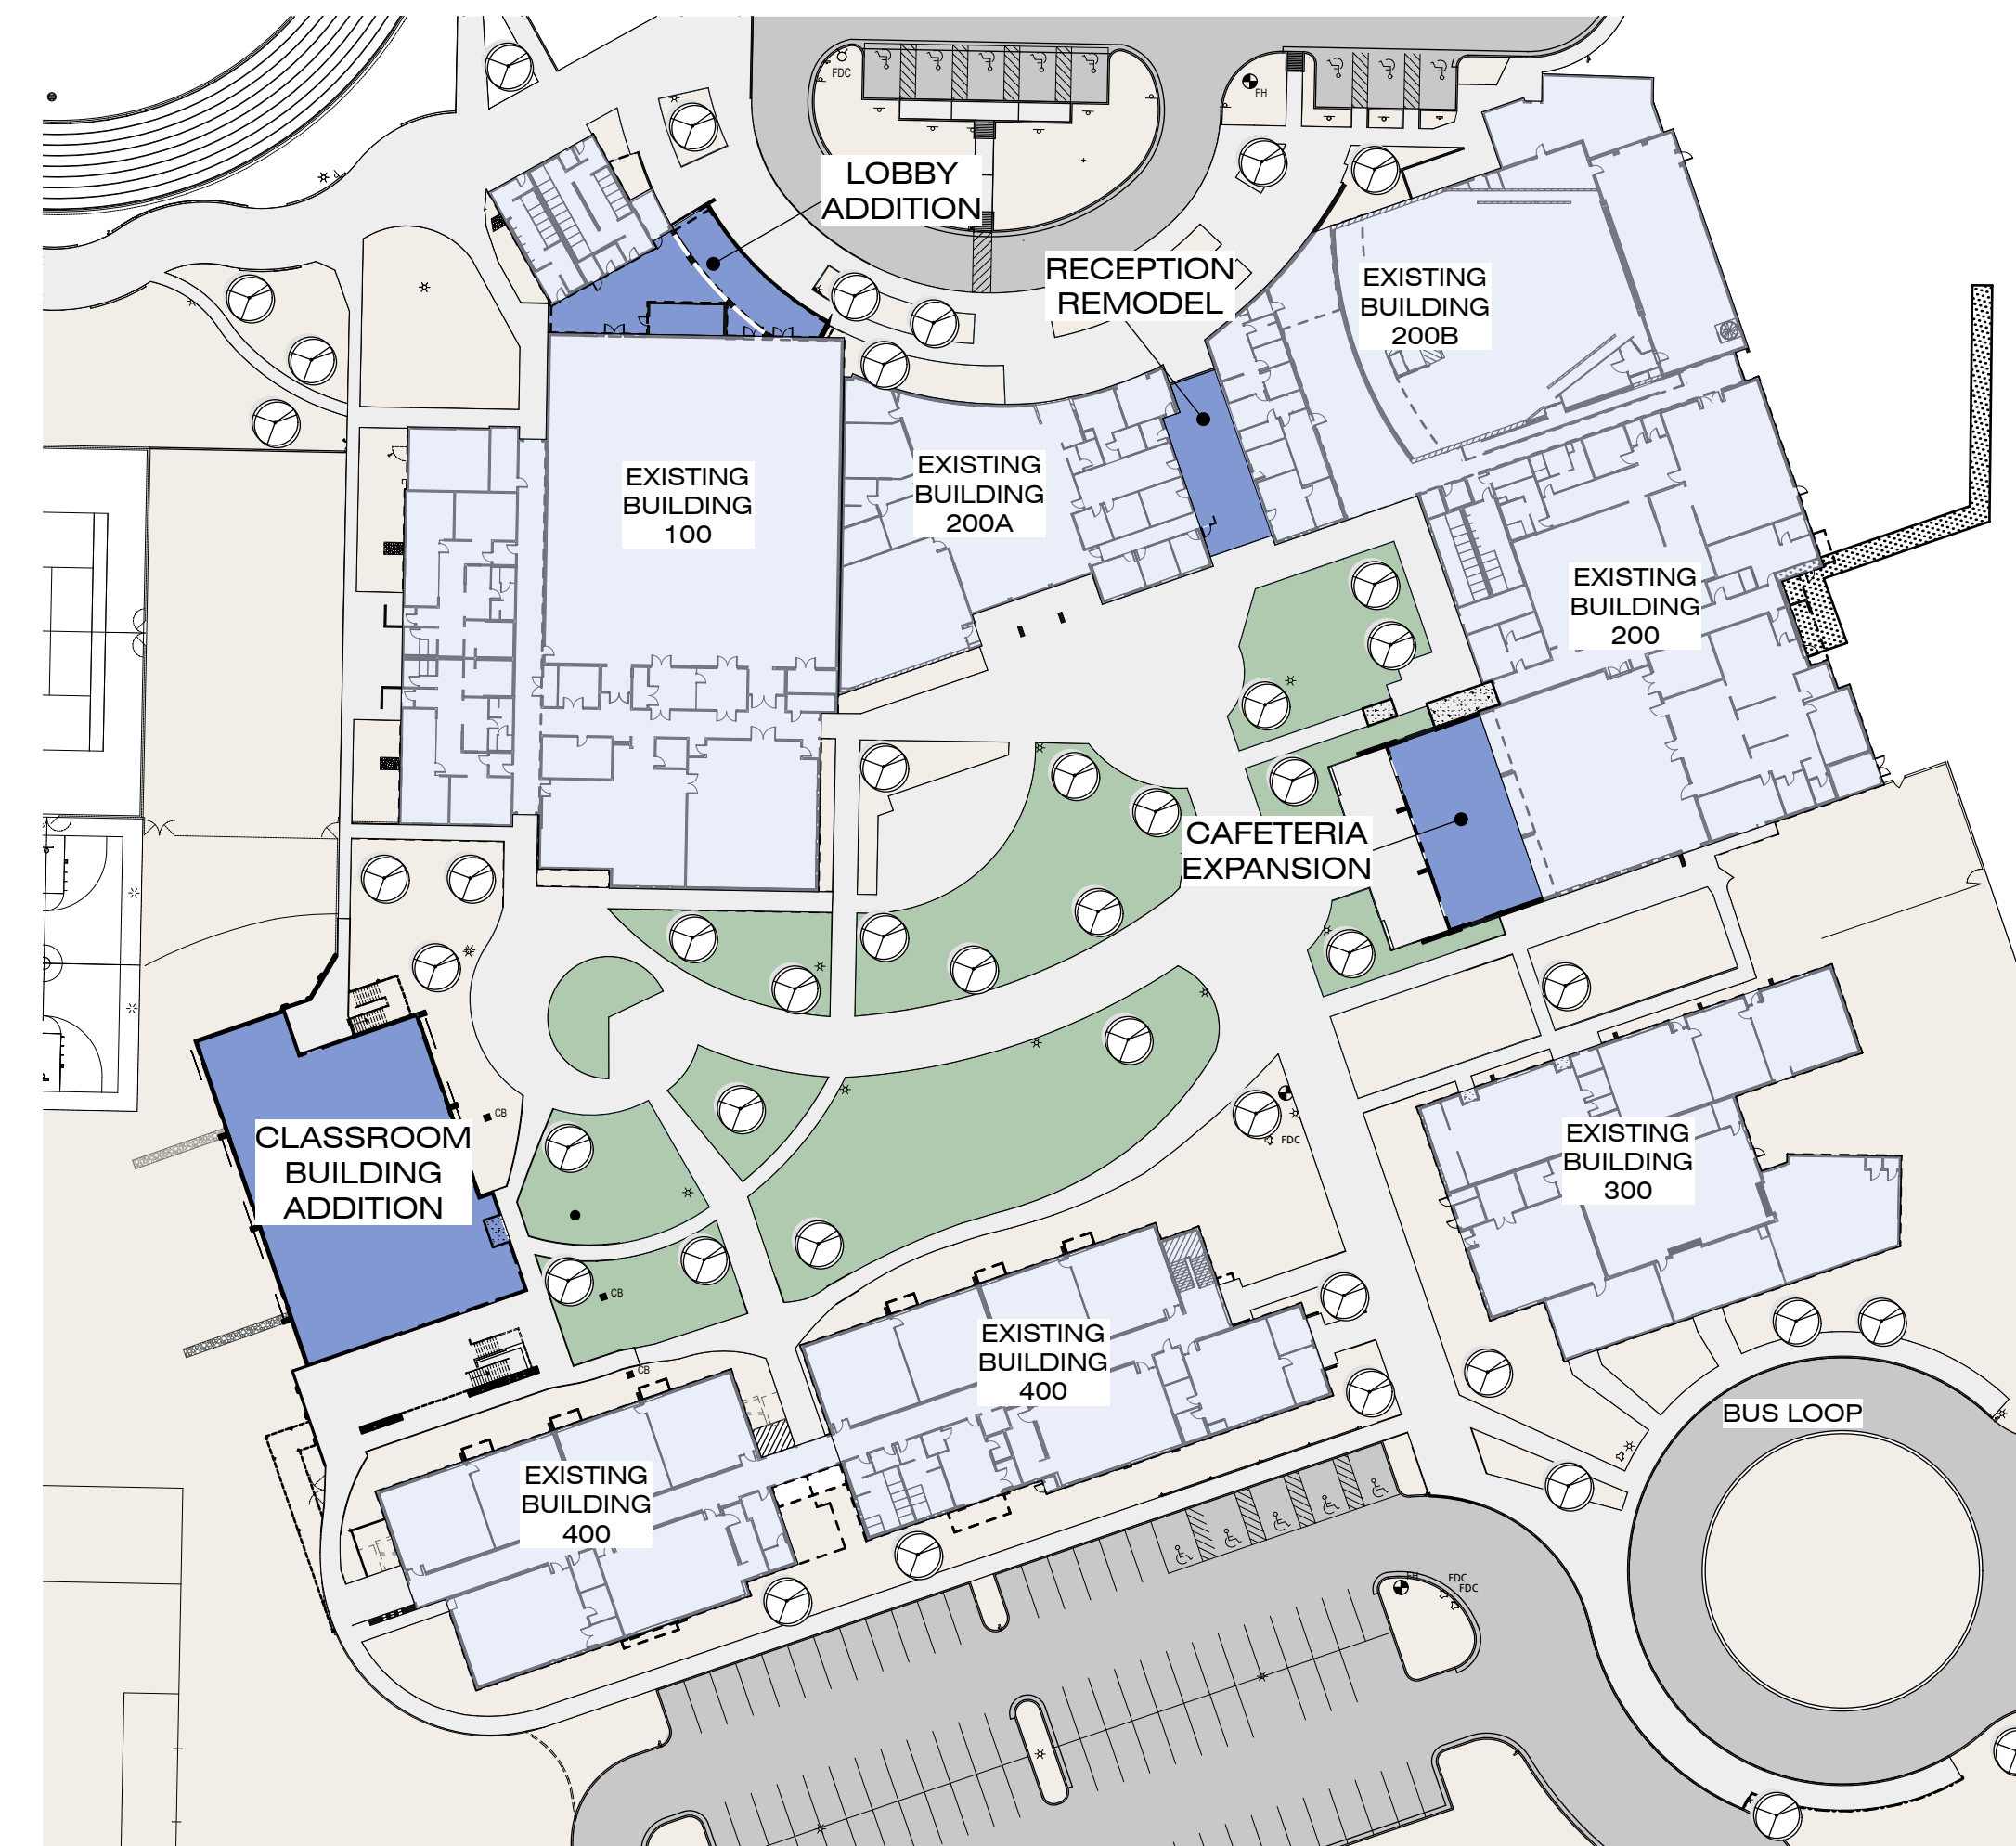 FDC
FH
LOBBY
ADDITION
RECEPTION
REMODEL
EXISTING
BUILDING
200B
EXISTING
BUILDING
100
EXISTING
BUILDING
200A
EXISTING
BUILDING
200
CAFETERIA
EXPANSION
CB
CLASSROOM
BUILDING
ADDITION
FDC
EXISTING
BUILDING
300
CB
EXISTING
BUILDING
400
CB
BUS LOOP
EXISTING
BUILDING
400
FH
FDC
FDC